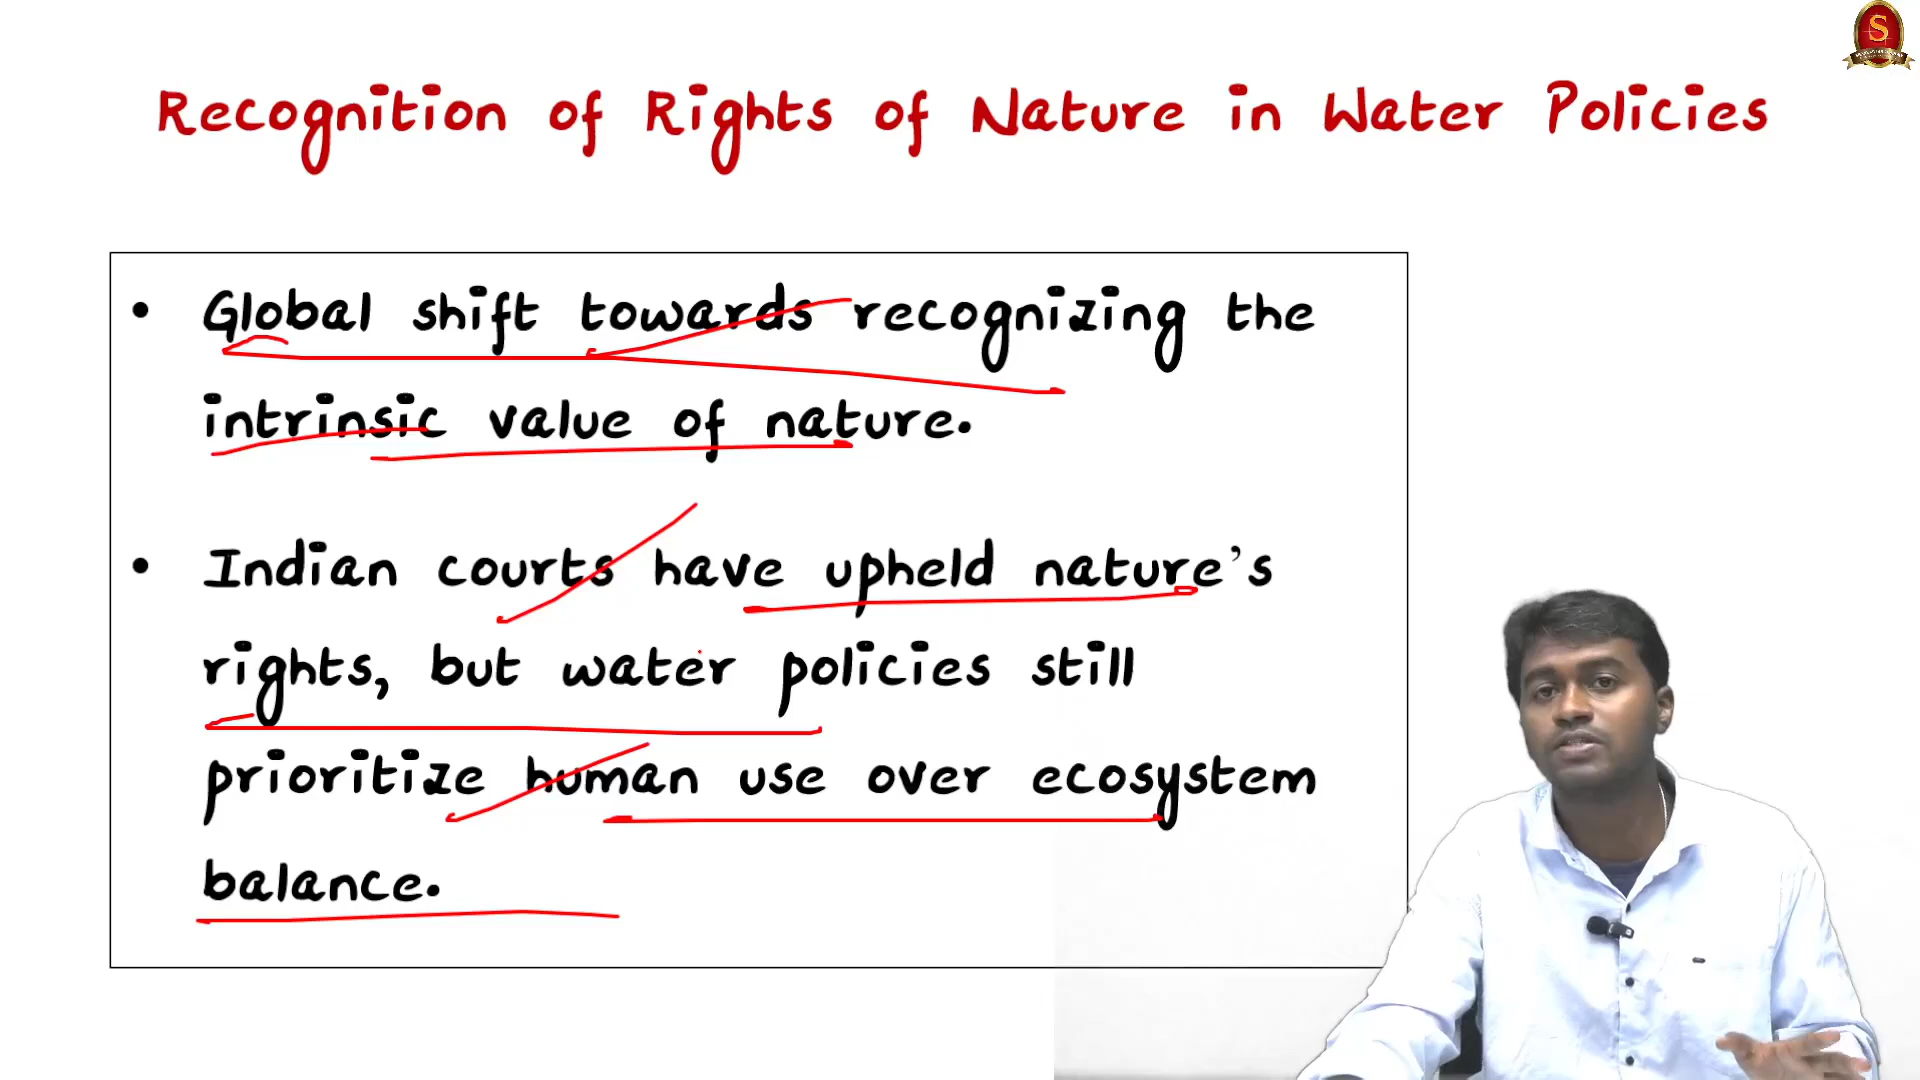 Recognition of Rights of Nature in Water Policies
• Global shift towards recognizing the
intrinsic value of nature.
• Indian courts have upheld nature's
rights, but water policies still
prioritize human use over ecosystem
balance.
S